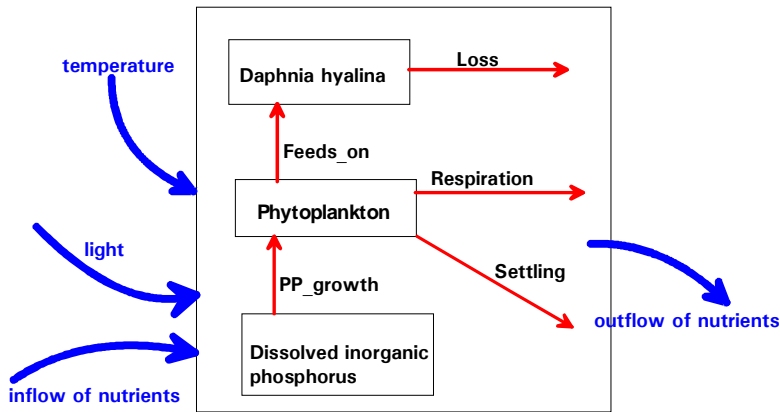 temperature
Daphnia hyalina
Loss
Feeds_on
Respiration
Phytoplankton
light
Settling
PP_growth
outflow of nutrients
Dissolved inorganic
phosphorus
inflow of nutrients